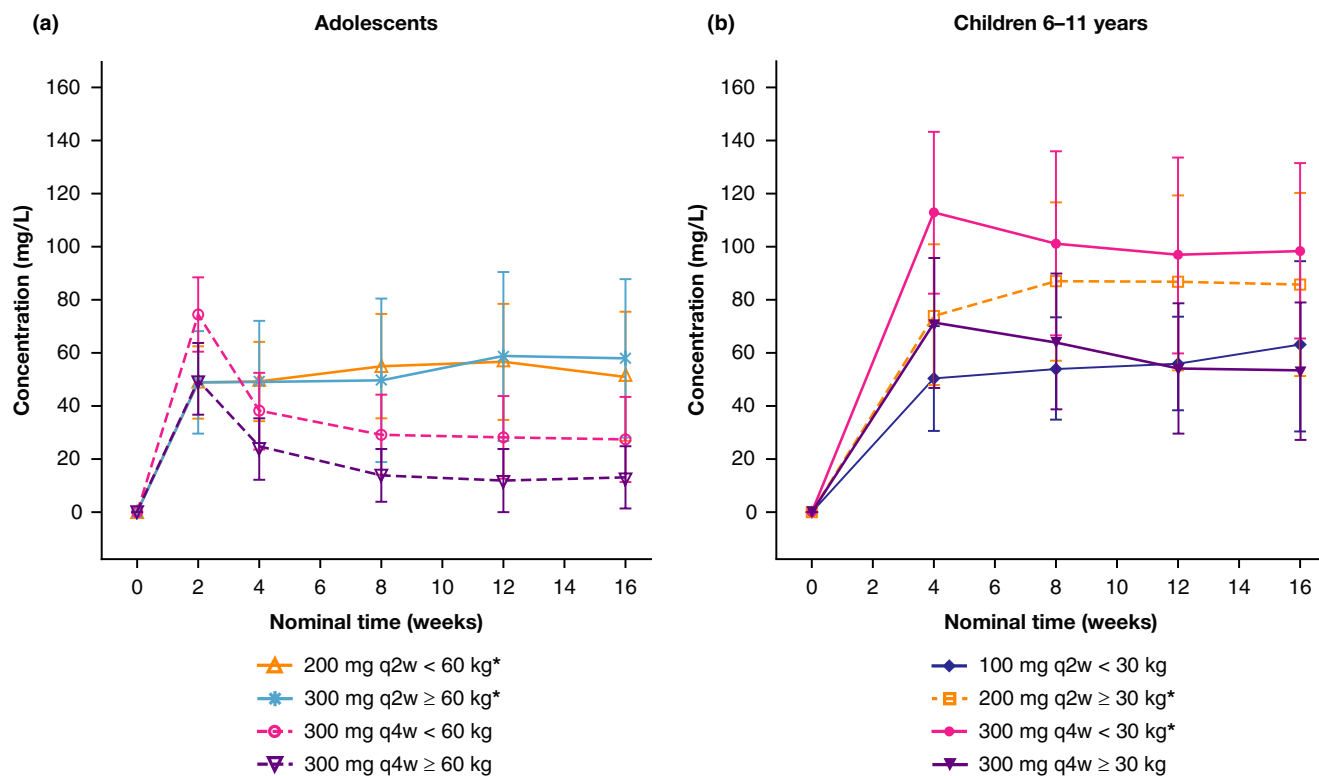 (a) Adolescents
Concentration (mg/L)
160
140
120
100
80
60
40
20
0
0 2 4 6 8 10 12 14 16
Nominal time (weeks)
200 mg q2w < 60 kg*
300 mg q2w ≥ 60 kg*
300 mg q4w < 60 kg
300 mg q4w ≥ 60 kg
(b) Children 6–11 years
Concentration (mg/L)
160
140
120
100
80
60
40
20
0
0 2 4 6 8 10 12 14 16
Nominal time (weeks)
100 mg q2w < 30 kg
200 mg q2w ≥ 30 kg*
300 mg q4w < 30 kg*
300 mg q4w ≥ 30 kg